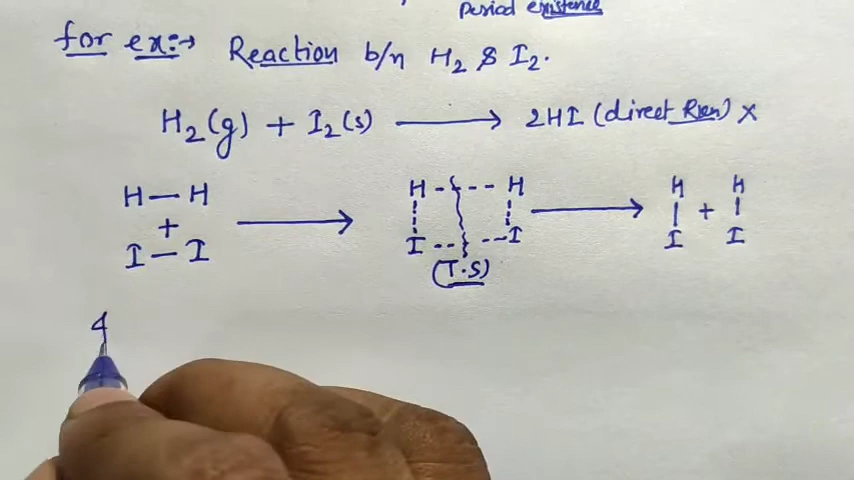 Period existence
for ex:→ Reaction b/n H₂ & I₂.
H₂(g) + I₂(s) ⟶ 2HI (direct Rxn) ×
H—H H---H H H
+ ⟶ ⟶ | + |
I—I I---I I I
(T.S)
4